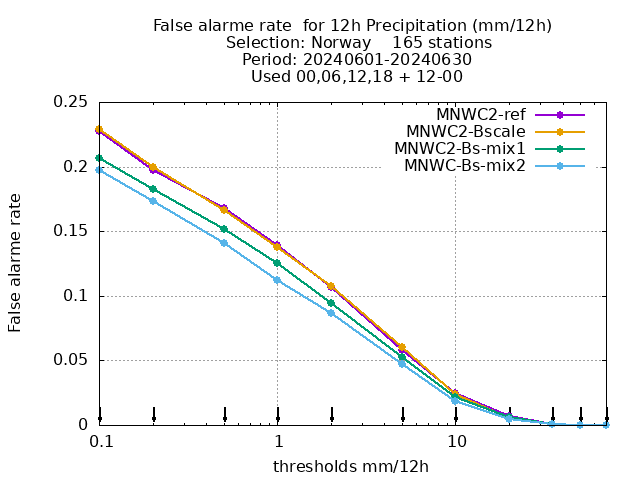 False alarme rate  for 12h Precipitation (mm/12h)
Selection: Norway    165 stations
Period: 20240601-20240630
Used 00,06,12,18 + 12-00
MNWC2-ref
MNWC2-Bscale
MNWC2-Bs-mix1
MNWC-Bs-mix2
False alarme rate
0.25
0.2
0.15
0.1
0.05
0
0.1 1 10
thresholds mm/12h